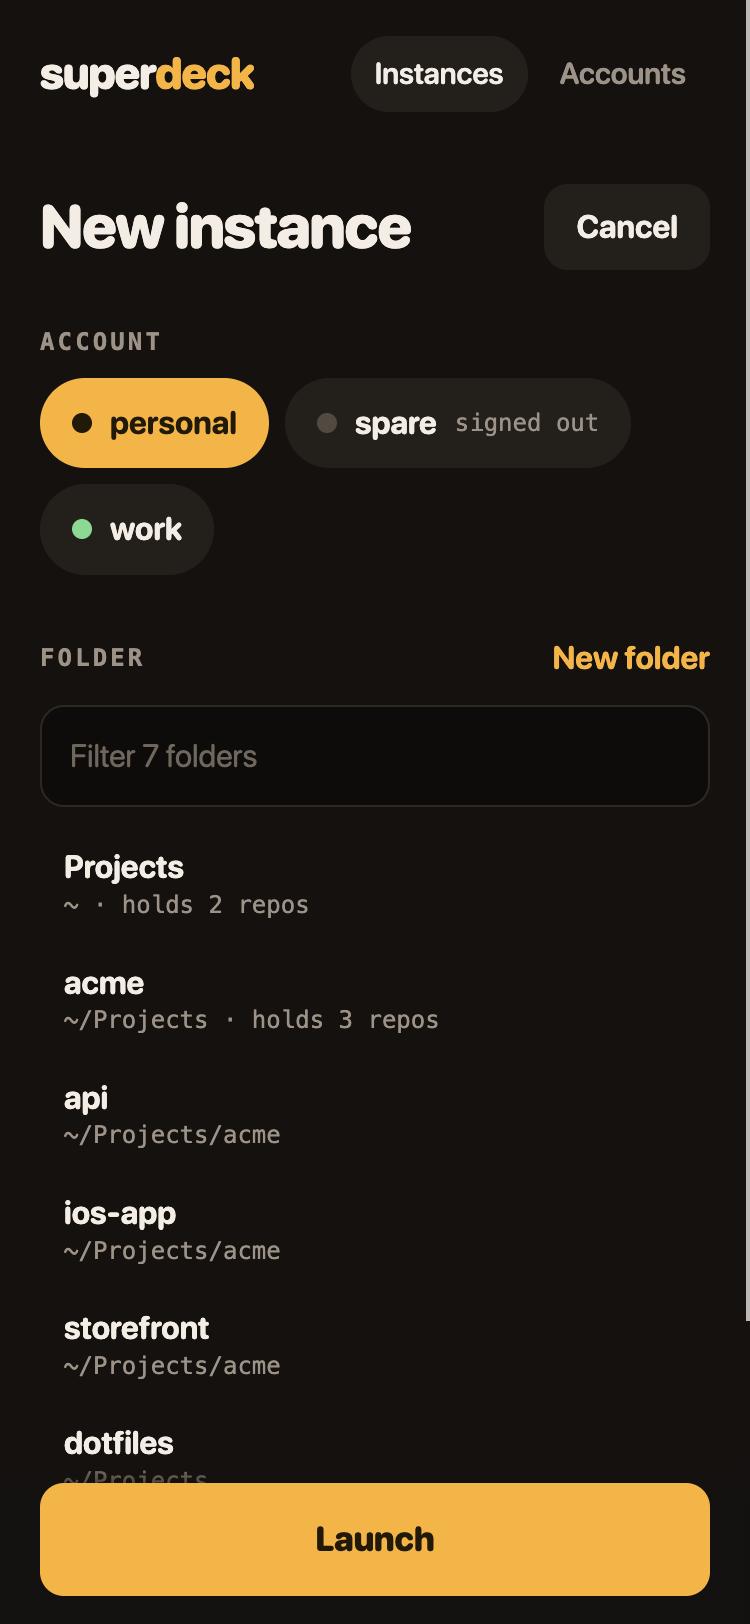 superdeck
Instances
Accounts
New instance
Cancel
ACCOUNT
personal
spare signed out
work
FOLDER
New folder
Filter 7 folders
Projects
~ · holds 2 repos
acme
~/Projects · holds 3 repos
api
~/Projects/acme
ios-app
~/Projects/acme
storefront
~/Projects/acme
dotfiles
~/Projects
Launch